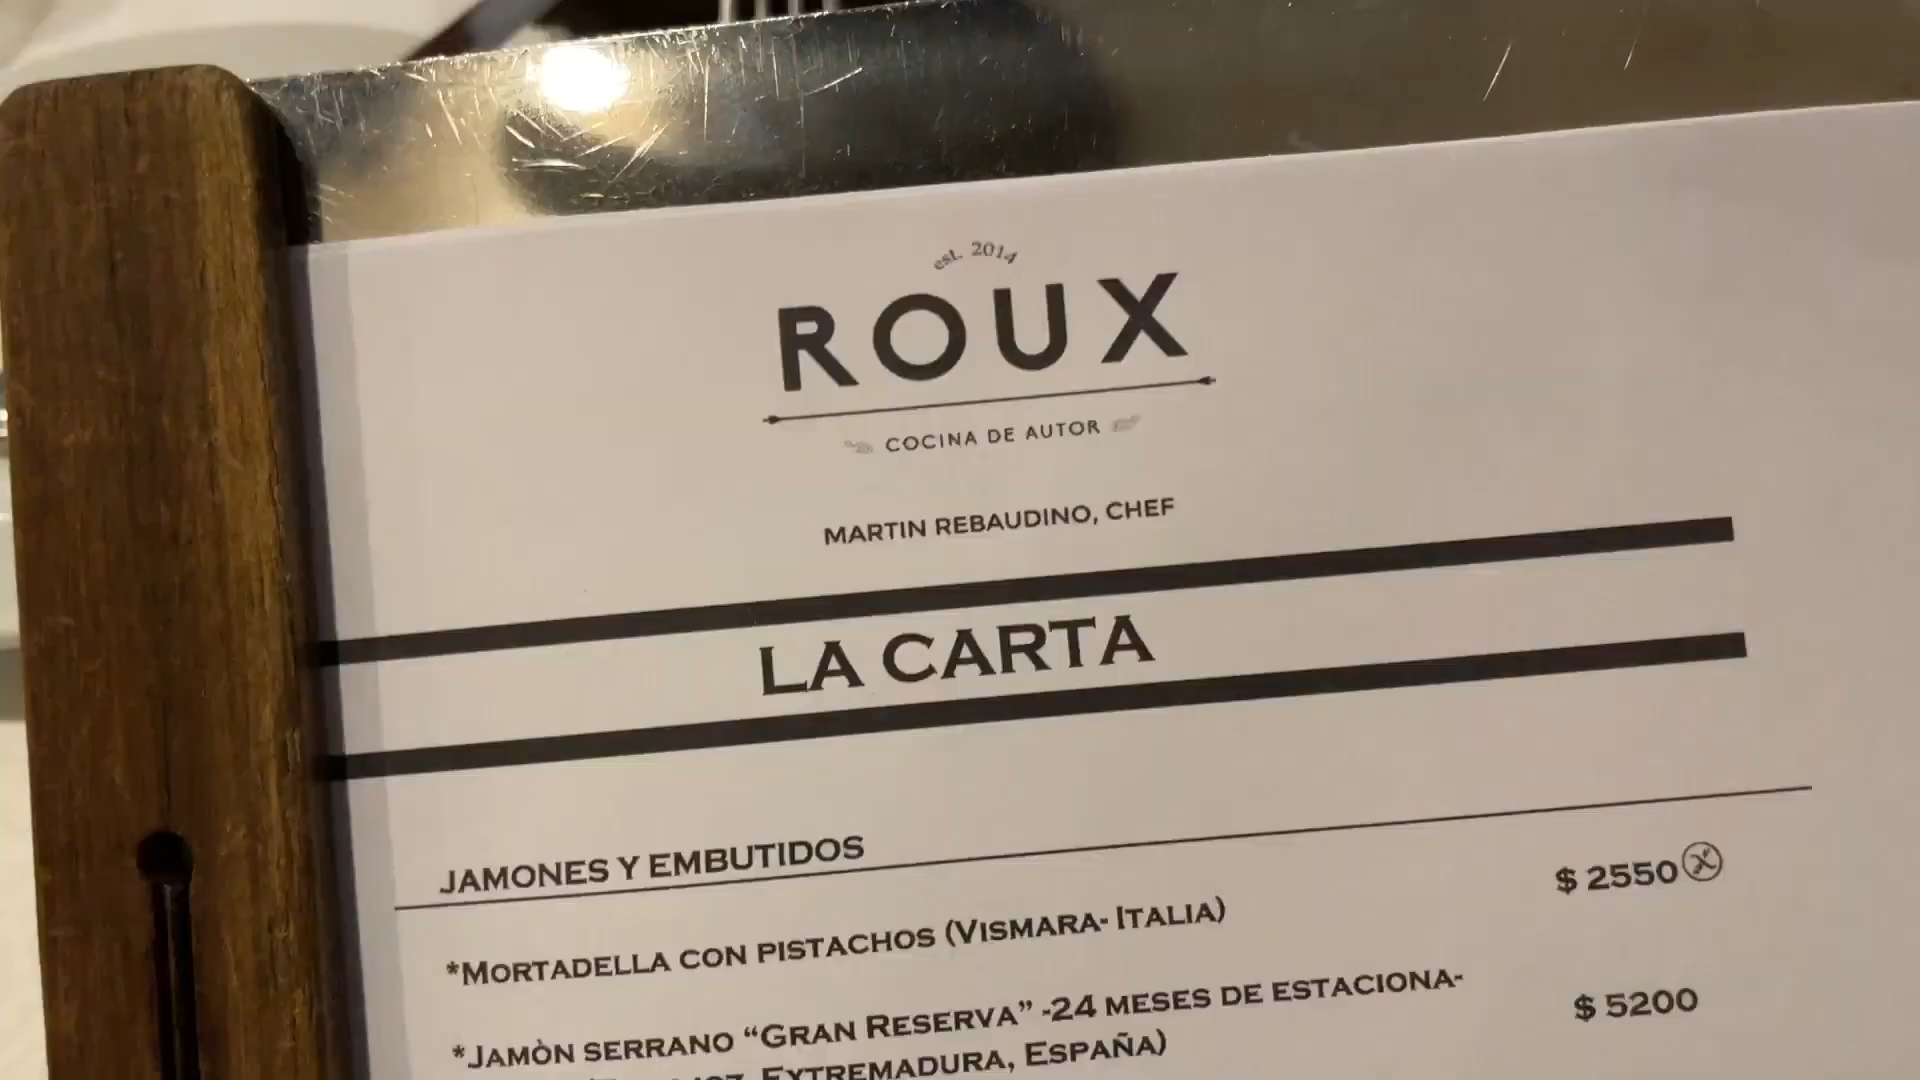 est. 2014
ROUX
COCINA DE AUTOR
MARTIN REBAUDINO, CHEF
LA CARTA
JAMONES Y EMBUTIDOS
*MORTADELLA CON PISTACHOS (VISMARA- ITALIA) $ 2550
*JAMÒN SERRANO “GRAN RESERVA” -24 MESES DE ESTACIONA- $ 5200
EXTREMADURA, ESPAÑA)